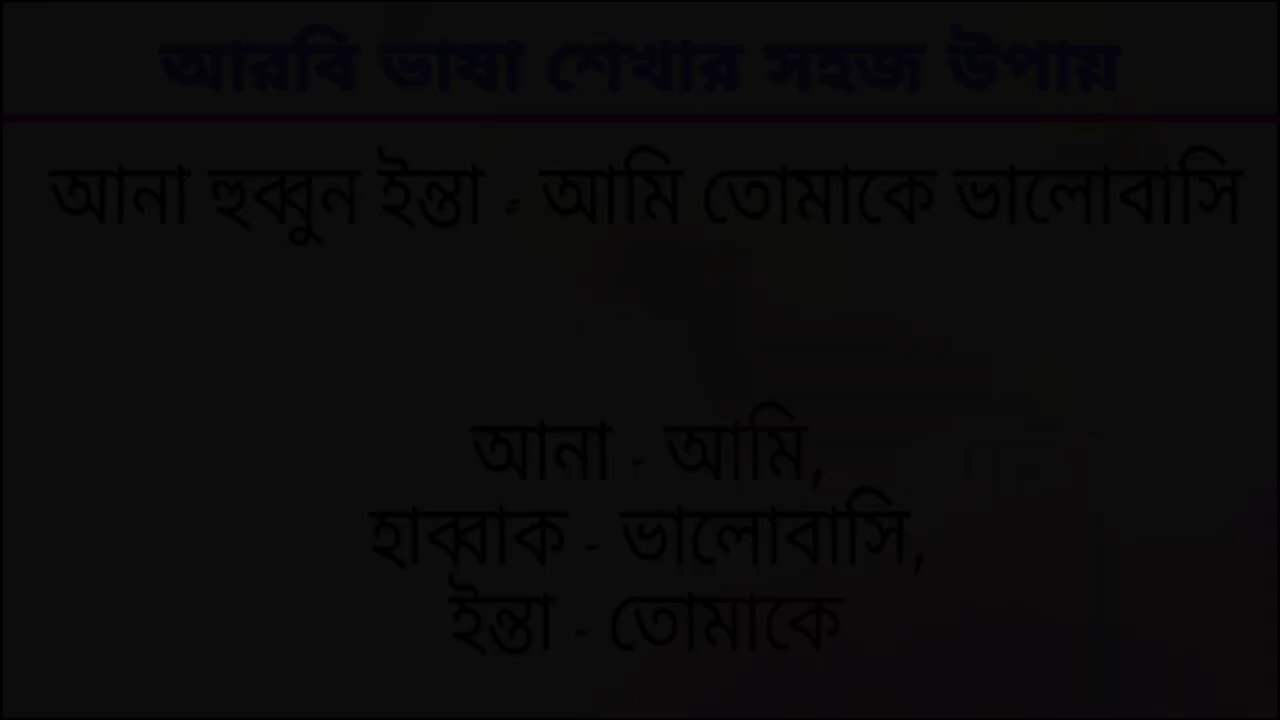 আরবি ভাষা শেখার সহজ উপায়
আনা হুব্বুন ইন্তা - আমি তোমাকে ভালোবাসি
আনা - আমি,
হাব্বাক - ভালোবাসি,
ইন্তা - তোমাকে